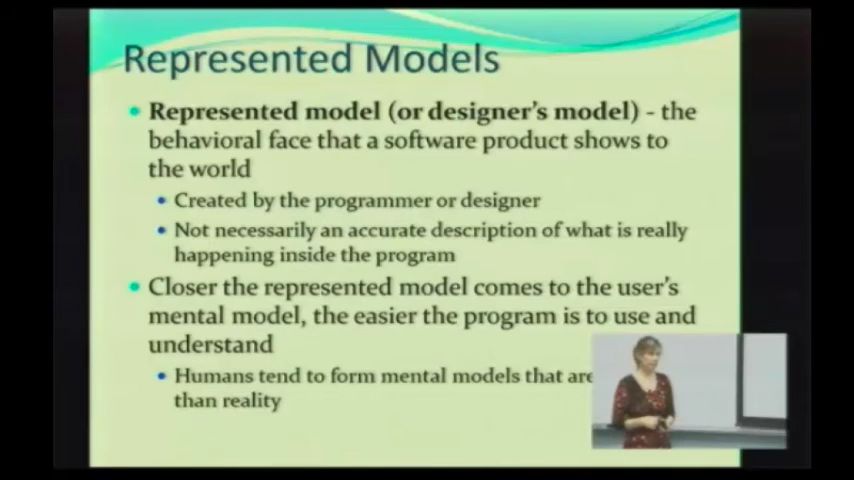 Represented Models
Represented model (or designer's model) - the
behavioral face that a software product shows to
the world
Created by the programmer or designer
Not necessarily an accurate description of what is really
happening inside the program
Closer the represented model comes to the user's
mental model, the easier the program is to use and
understand
Humans tend to form mental models that are
than reality